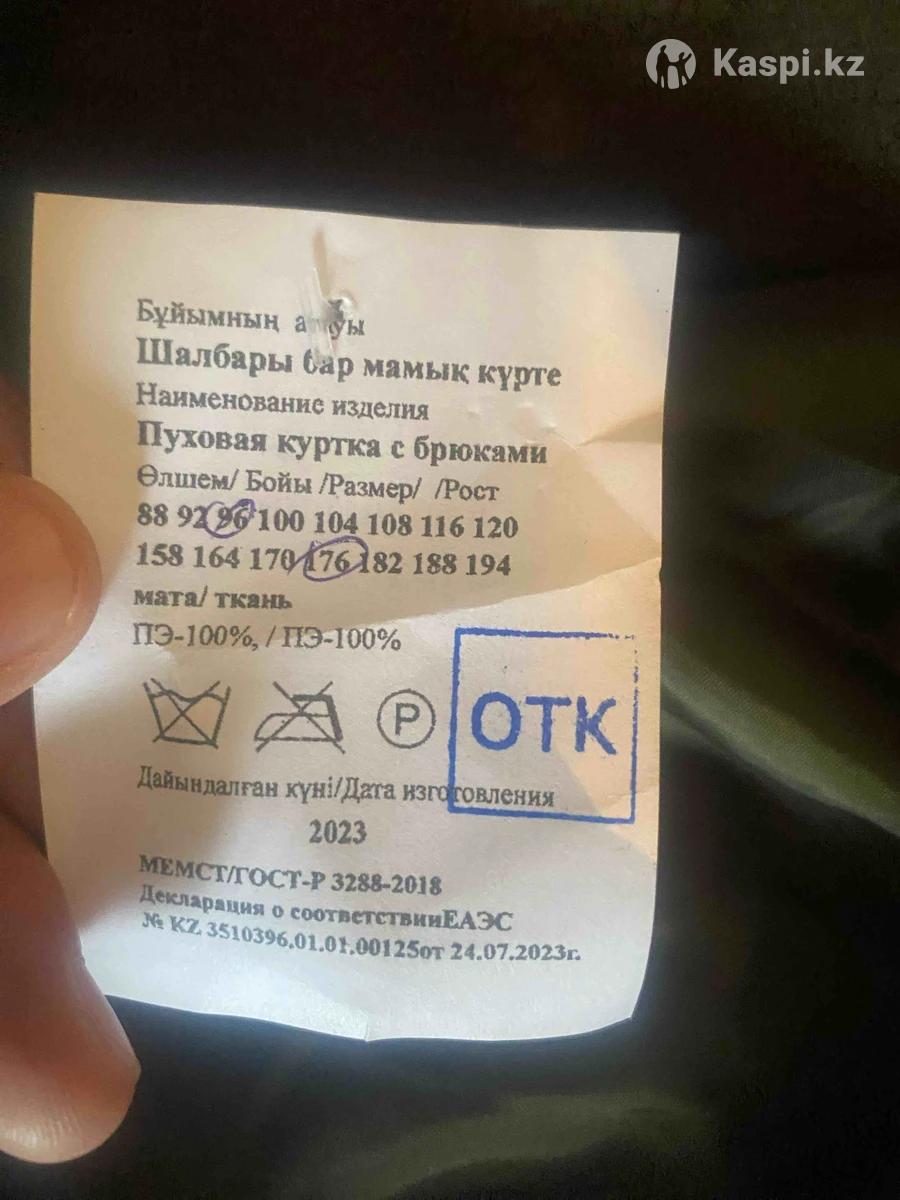 Kaspi.kz
Бұйымның
Шалбары бар мамық күрте
Наименование изделия
Пуховая куртка с брюками
Өлшем/ Бойы /Размер/ /Рост
88 92 96 100 104 108 116 120
158 164 170 176 182 188 194
мата/ ткань
ПЭ-100%, / ПЭ-100%
P
ОТК
Дайындалған күні/Дата изготовления
2023
МЕМСТ/ГОСТ-Р 3288-2018
Декларация о соответствииЕАЭС
№ KZ 3510396.01.01.00125от 24.07.2023г.